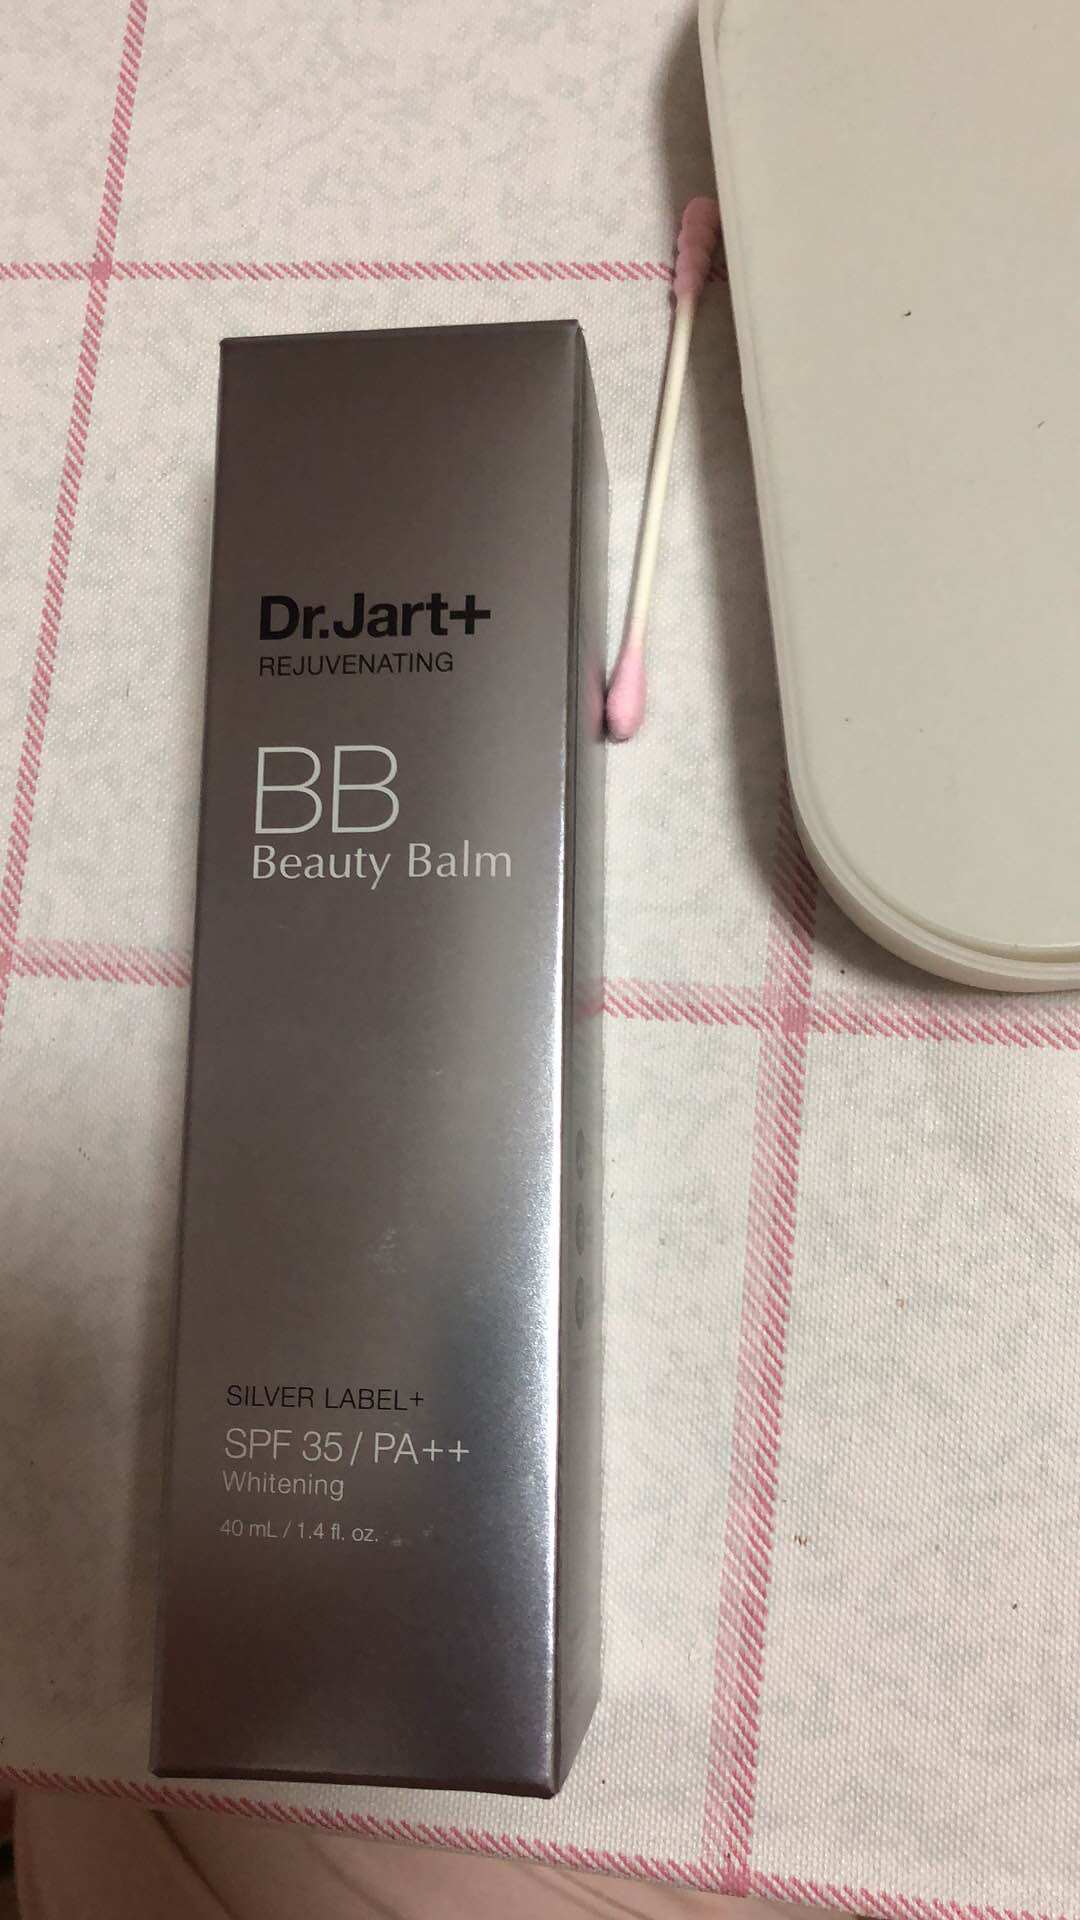 Dr.Jart+
REJUVENATING
BB
Beauty Balm
SILVER LABEL+
SPF 35 / PA++
Whitening
40 mL / 1.4 fl. oz.